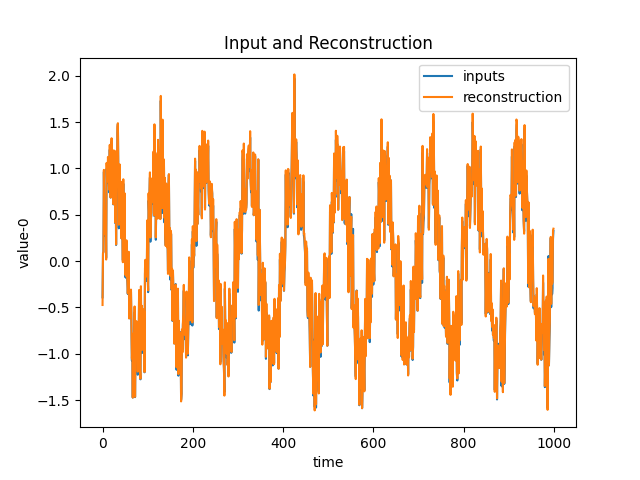 Input and Reconstruction
inputs
reconstruction
value-0
2.0
1.5
1.0
0.5
0.0
−0.5
−1.0
−1.5
0 200 400 600 800 1000
time